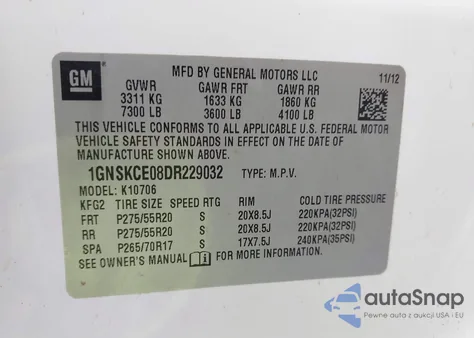 GM
MFD BY GENERAL MOTORS LLC
11/12
GVWR GAWR FRT GAWR RR
3311 KG 1633 KG 1860 KG
7300 LB 3600 LB 4100 LB
THIS VEHICLE CONFORMS TO ALL APPLICABLE U.S. FEDERAL MOTOR
VEHICLE SAFETY STANDARDS IN EFFECT ON THE DATE OF
MANUFACTURE SHOWN ABOVE.
1GNSKCE08DR229032 TYPE: M.P.V.
MODEL: K10706
KFG2 TIRE SIZE SPEED RTG RIM COLD TIRE PRESSURE
FRT P275/55R20 S 20X8.5J 220KPA(32PSI)
RR P275/55R20 S 20X8.5J 220KPA(32PSI)
SPA P265/70R17 S 17X7.5J 240KPA(35PSI)
SEE OWNER'S MANUAL FOR MORE INFORMATION.
autoSnap
Pewne auta z aukcji USA i EU